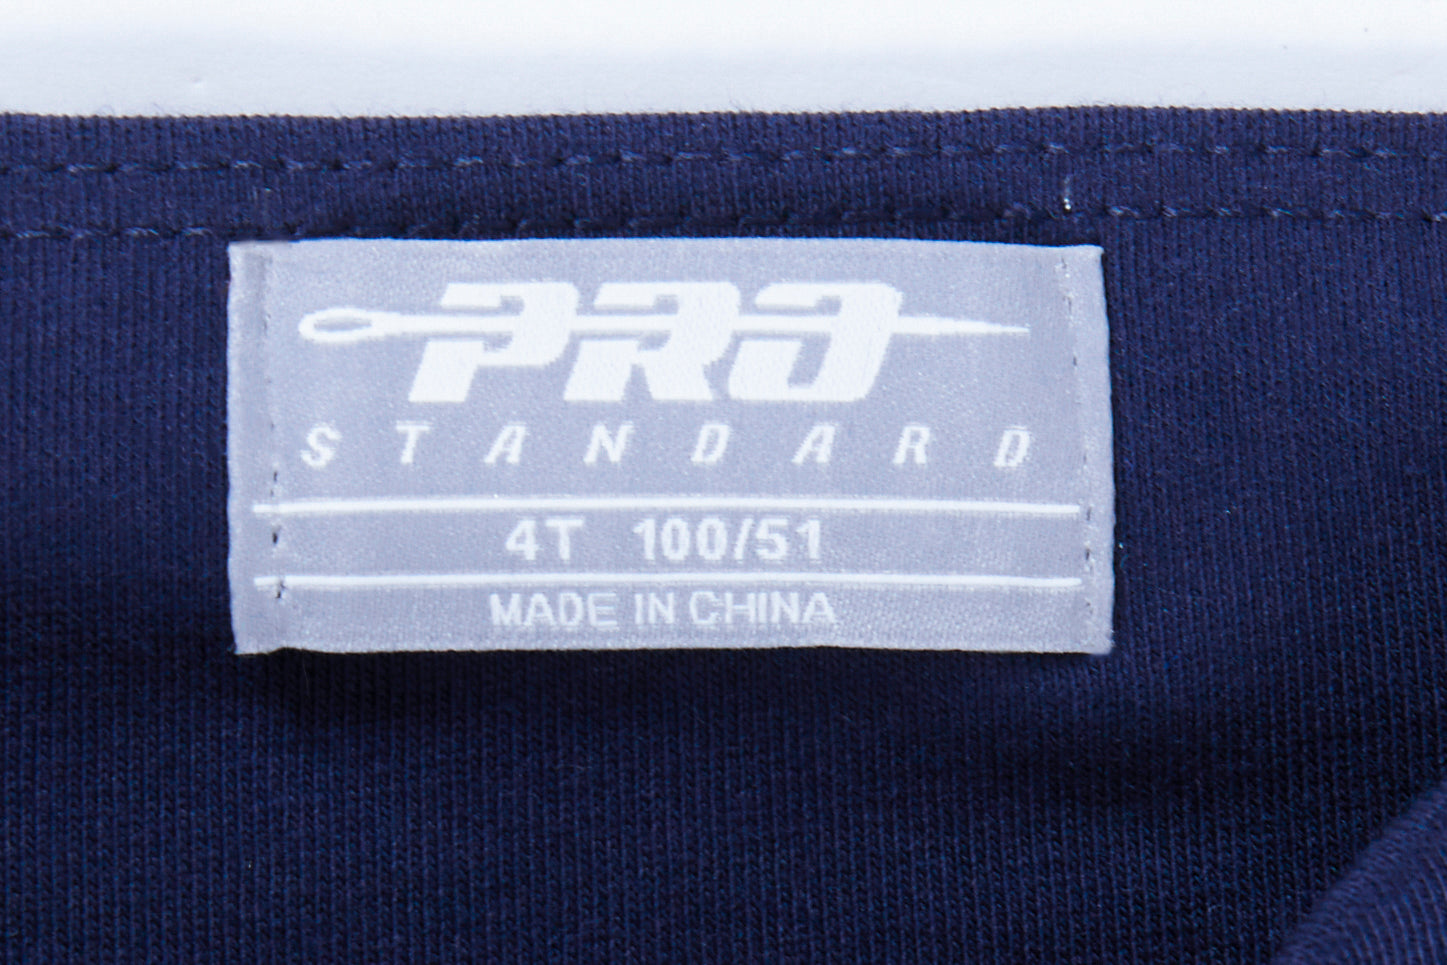 PRO
STANDARD
4T 100/51
MADE IN CHINA